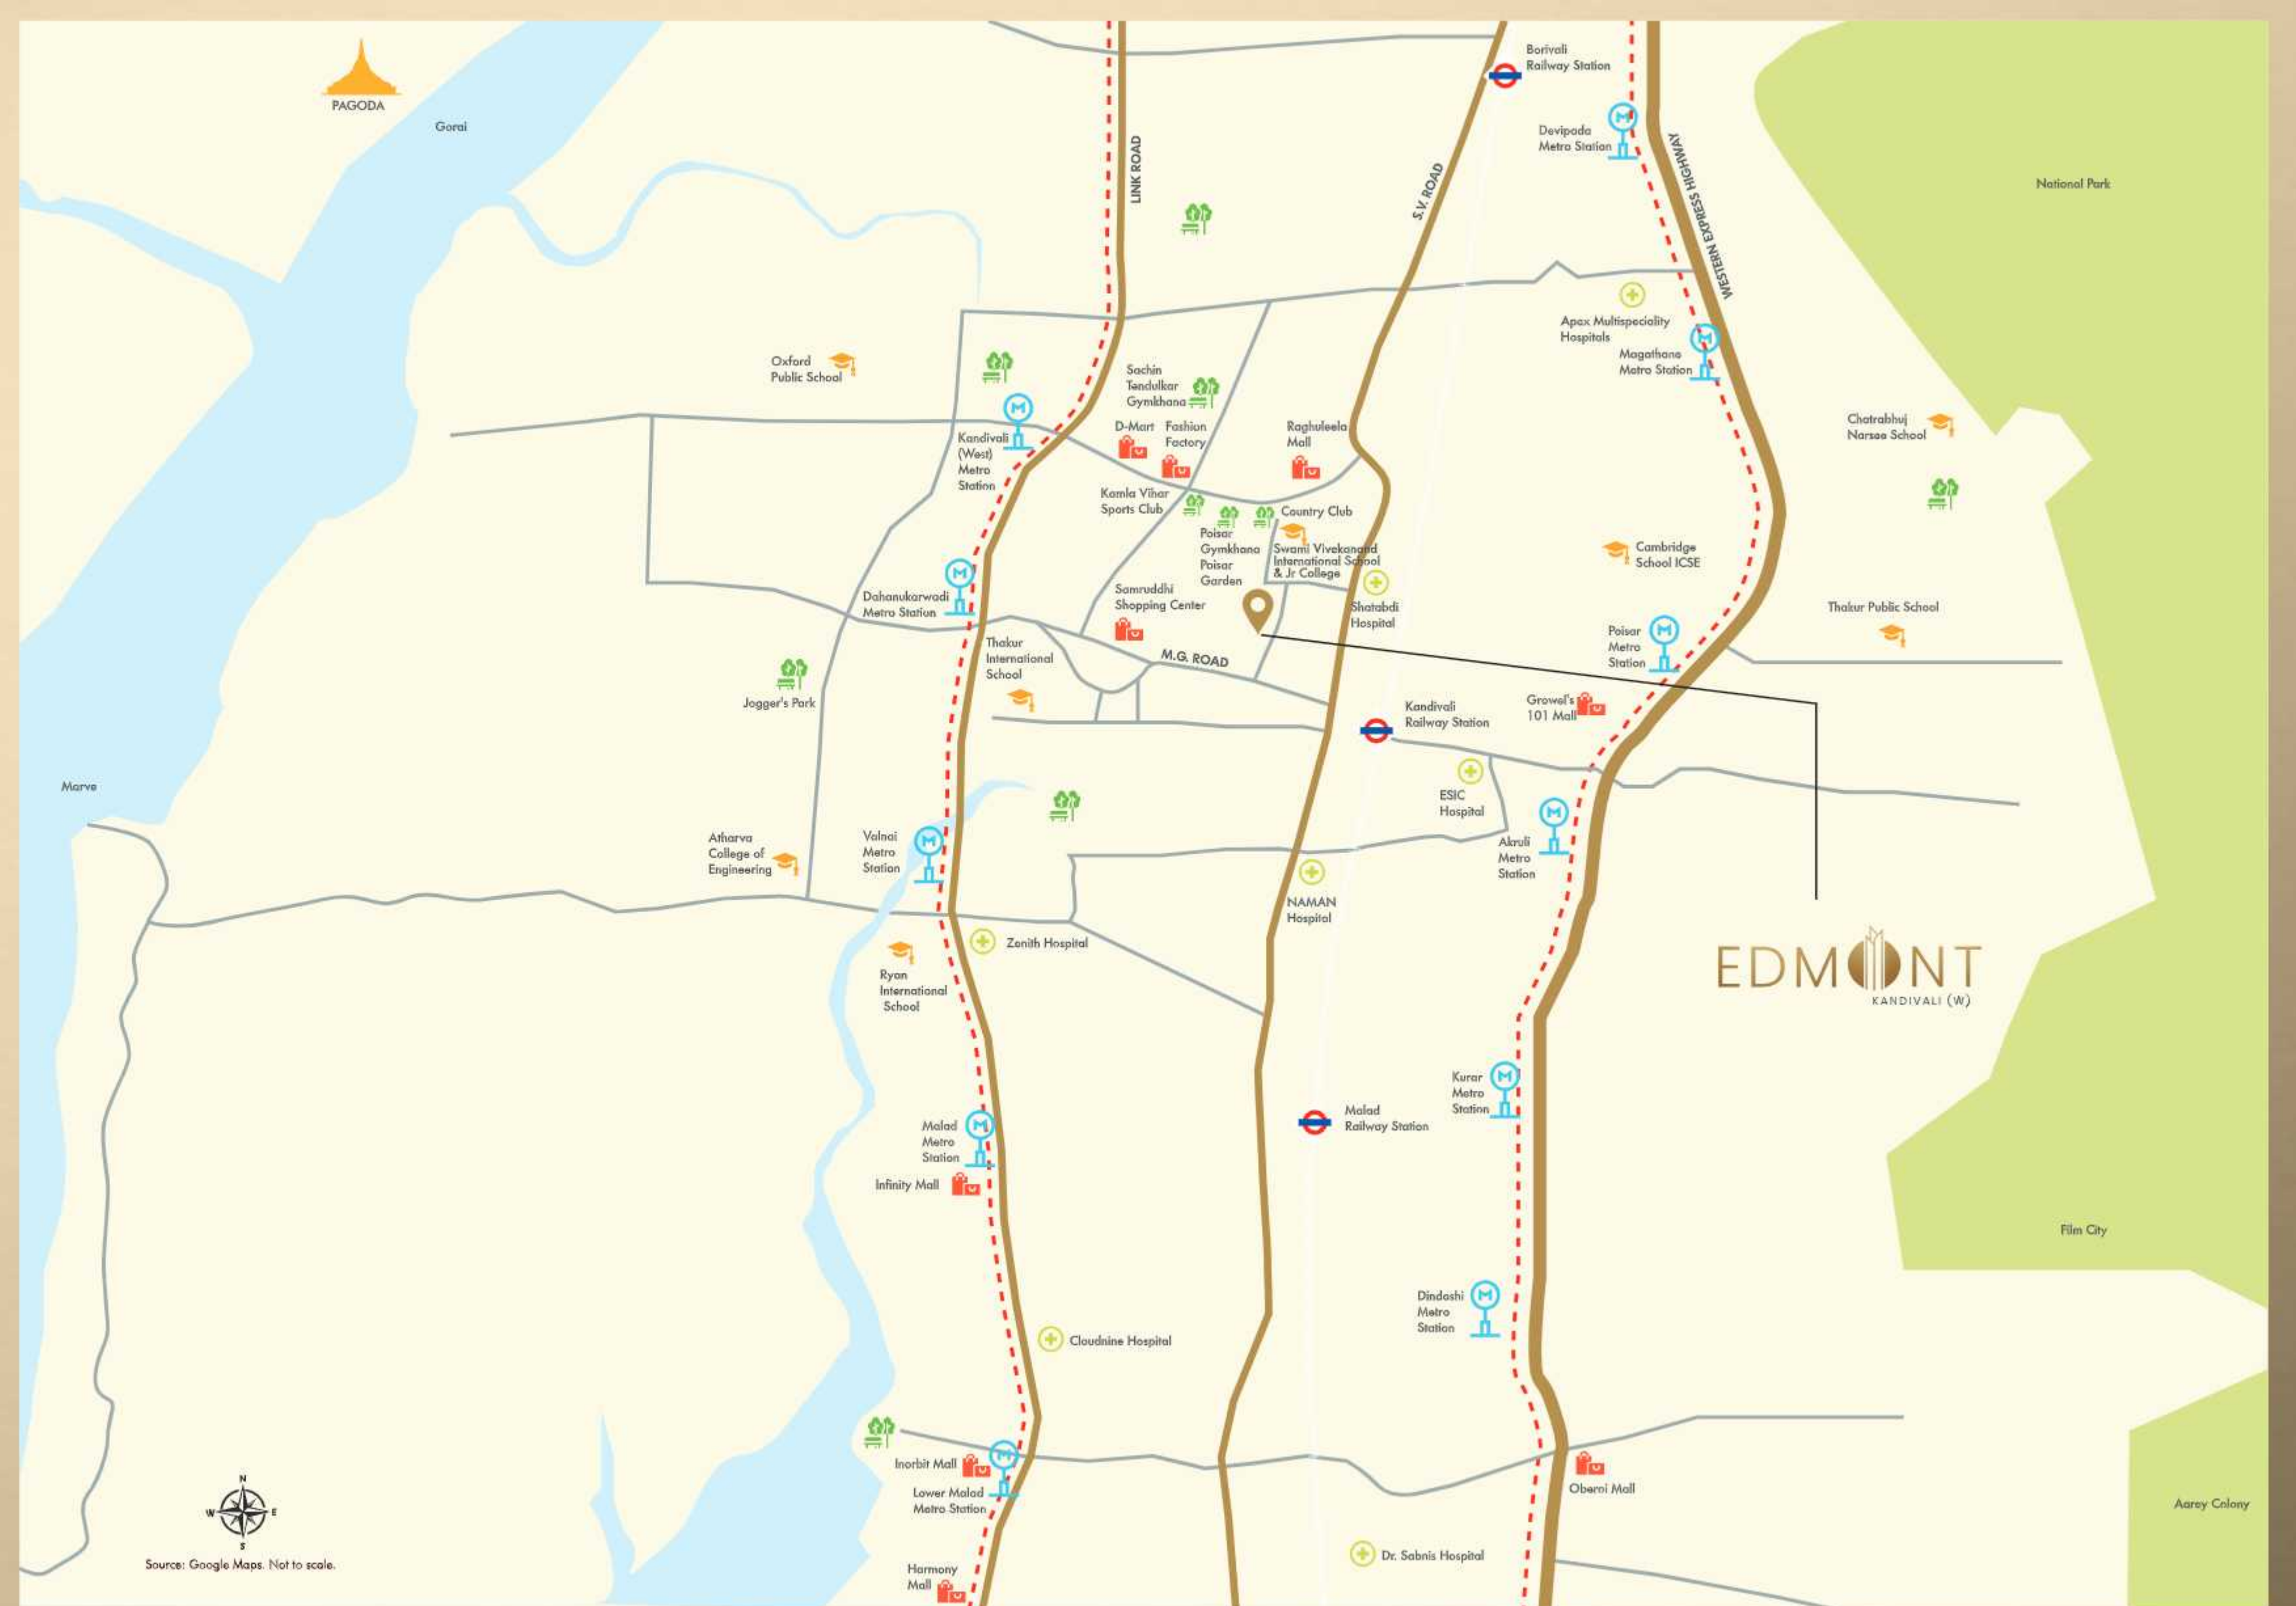 Borivali
Railway Station
PAGODA
Gorai
Devipada
Metro Station
LINK ROAD
S.V. ROAD
WESTERN EXPRESS HIGHWAY
National Park
Apax Multispeciality
Hospitals
Magathane
Metro Station
Oxford
Public School
Sachin
Tendulkar
Gymkhana
D-Mart
Fashion
Factory
Raghuleela
Mall
Chatrabhuj
Narsee School
Kandivali
(West)
Metro
Station
Kamla Vihar
Sports Club
Country Club
Poisar
Gymkhana
Poisar
Garden
Swami Vivekanand
International School
& Jr College
Cambridge
School ICSE
Dahanukarwadi
Metro Station
Samruddhi
Shopping Center
Shatabdi
Hospital
Thakur Public School
Poisar
Metro
Station
Thakur
International
School
M.G. ROAD
Jogger's Park
Kandivali
Railway Station
Growel's
101 Mall
Marve
ESIC
Hospital
Atharva
College of
Engineering
Valnai
Metro
Station
Akruli
Metro
Station
NAMAN
Hospital
Zenith Hospital
EDMONT
KANDIVALI (W)
Ryan
International
School
Kurar
Metro
Station
Malad
Railway Station
Malad
Metro
Station
Infinity Mall
Film City
Dindoshi
Metro
Station
Cloudnine Hospital
Inorbit Mall
Lower Malad
Metro Station
Oberoi Mall
Aarey Colony
N
W
E
S
Source: Google Maps. Not to scale.
Dr. Sabnis Hospital
Harmony
Mall